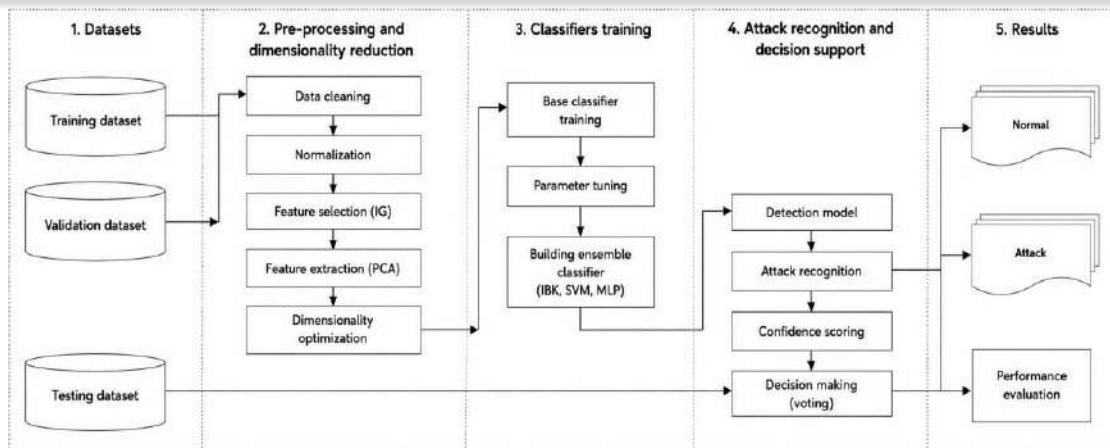 1. Datasets
2. Pre-processing and
dimensionality reduction
3. Classifiers training
4. Attack recognition and
decision support
5. Results
Training dataset
Validation dataset
Testing dataset
Data cleaning
Normalization
Feature selection (IG)
Feature extraction (PCA)
Dimensionality
optimization
Base classifier
training
Parameter tuning
Building ensemble
classifier
(IBK, SVM, MLP)
Detection model
Attack recognition
Confidence scoring
Decision making
(voting)
Normal
Attack
Performance
evaluation